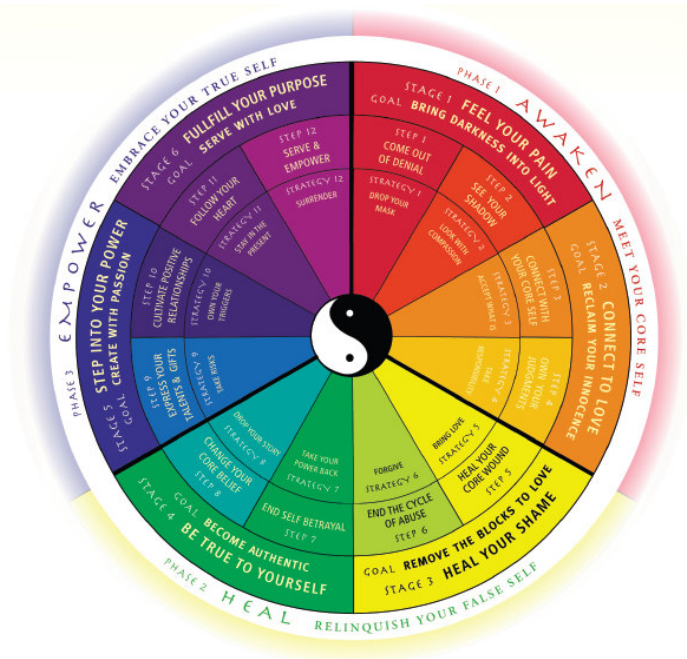 PHASE 1 AWAKEN MEET YOUR CORE SELF
STAGE 1 FEEL YOUR PAIN
GOAL BRING DARKNESS INTO LIGHT
STEP 1
COME OUT
OF DENIAL
STRATEGY 1
DROP YOUR
MASK
STEP 2
SEE YOUR
SHADOW
STRATEGY 2
LOOK WITH
COMPASSION
STAGE 2 CONNECT TO LOVE
GOAL RECLAIM YOUR INNOCENCE
STEP 3
CONNECT WITH
YOUR CORE SELF
STRATEGY 3
ACCEPT WHAT IS
STEP 4
OWN YOUR
JUDGMENTS
STRATEGY 4
TAKE
RESPONSIBILITY
PHASE 2 HEAL RELINQUISH YOUR FALSE SELF
GOAL REMOVE THE BLOCKS TO LOVE
STAGE 3 HEAL YOUR SHAME
BRING LOVE
STRATEGY 5
HEAL YOUR
CORE WOUND
STEP 5
FORGIVE
STRATEGY 6
END THE CYCLE
OF ABUSE
STEP 6
GOAL BECOME AUTHENTIC
STAGE 4 BE TRUE TO YOURSELF
TAKE YOUR
POWER BACK
STRATEGY 7
END SELF BETRAYAL
STEP 7
DROP YOUR STORY
STRATEGY 8
CHANGE YOUR
CORE BELIEF
STEP 8
PHASE 3 EMPOWER EMBRACE YOUR TRUE SELF
STAGE 5 STEP INTO YOUR POWER
GOAL CREATE WITH PASSION
STEP 9
EXPRESS YOUR
TALENTS & GIFTS
STRATEGY 9
TAKE RISKS
STEP 10
CULTIVATE POSITIVE
RELATIONSHIPS
STRATEGY 10
OWN YOUR
TRIGGERS
STAGE 6 FULLFILL YOUR PURPOSE
GOAL SERVE WITH LOVE
STEP 11
FOLLOW YOUR
HEART
STRATEGY 11
STAY IN THE
PRESENT
STEP 12
SERVE &
EMPOWER
STRATEGY 12
SURRENDER